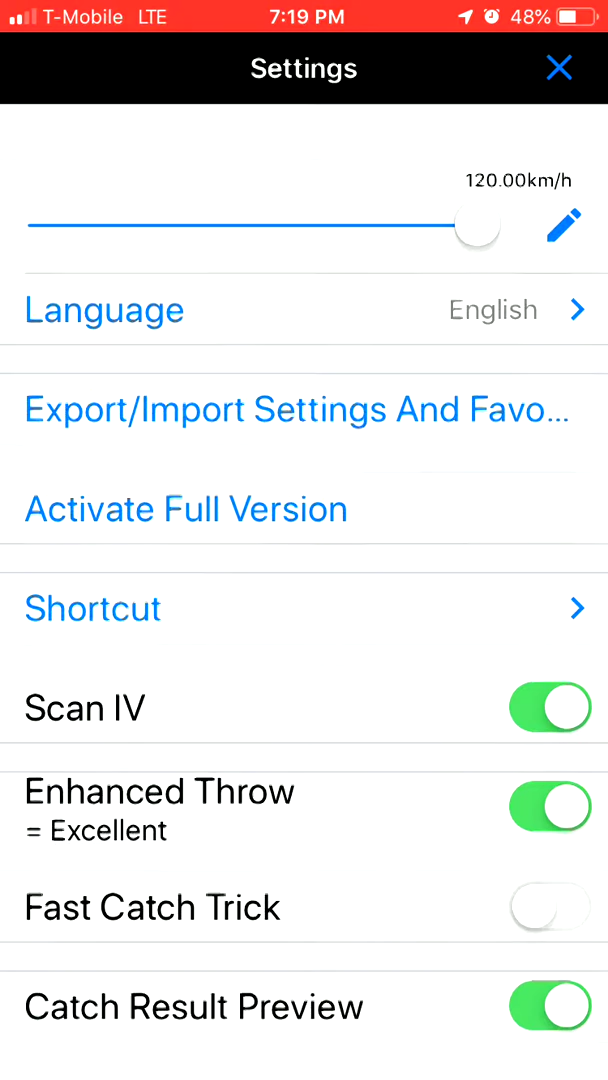 T-Mobile LTE 7:19 PM 48%
Settings
120.00km/h
Language English
Export/Import Settings And Favo...
Activate Full Version
Shortcut
Scan IV
Enhanced Throw
= Excellent
Fast Catch Trick
Catch Result Preview